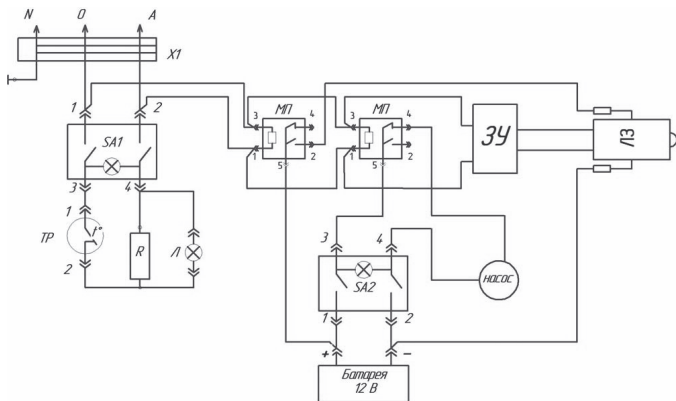 N O A
X1
1 2
SA1
3 4
1
ТР t°
2
R
Л
МП
3 4
1 2
5
МП
3 4
1 2
5
ЗУ
ЛЗ
3 4
SA2
1 2
НАСОС
+ −
Батарея
12 В